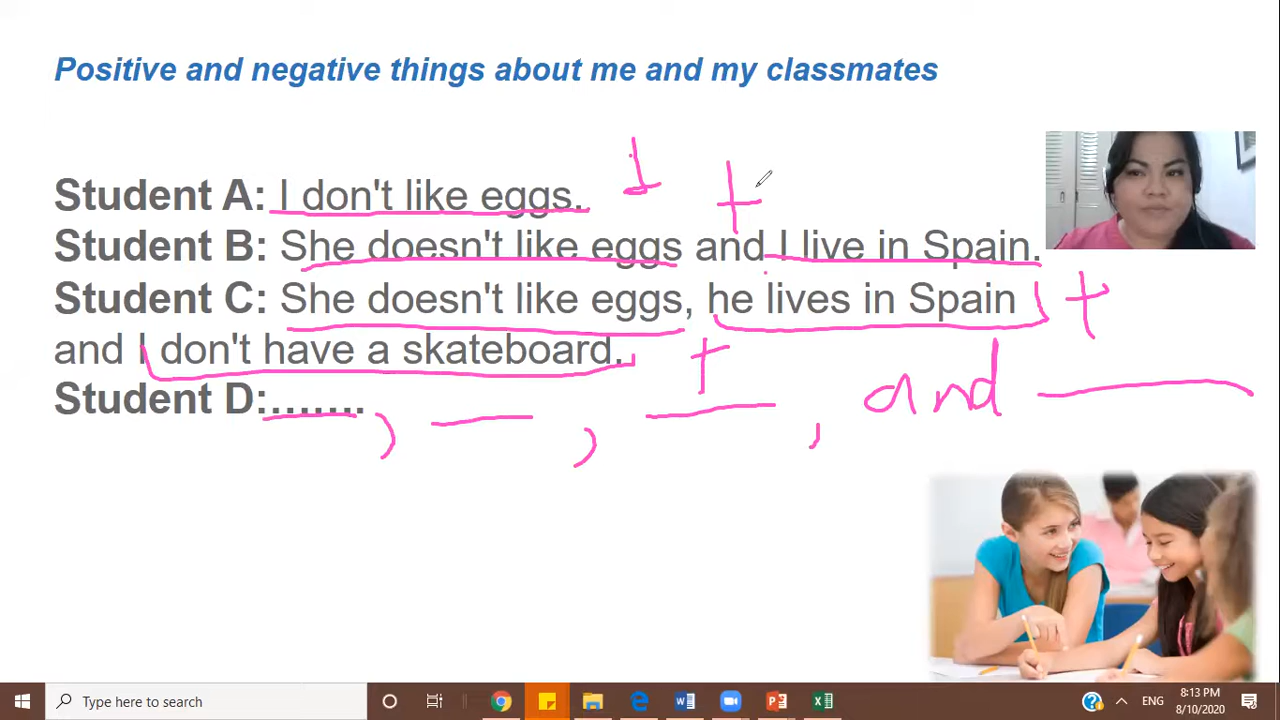 Positive and negative things about me and my classmates
Student A: I don't like eggs.
Student B: She doesn't like eggs and I live in Spain.
Student C: She doesn't like eggs, he lives in Spain
and I don't have a skateboard.
Student D:.......
, , , and
Type here to search
ENG
8:13 PM
8/10/2020